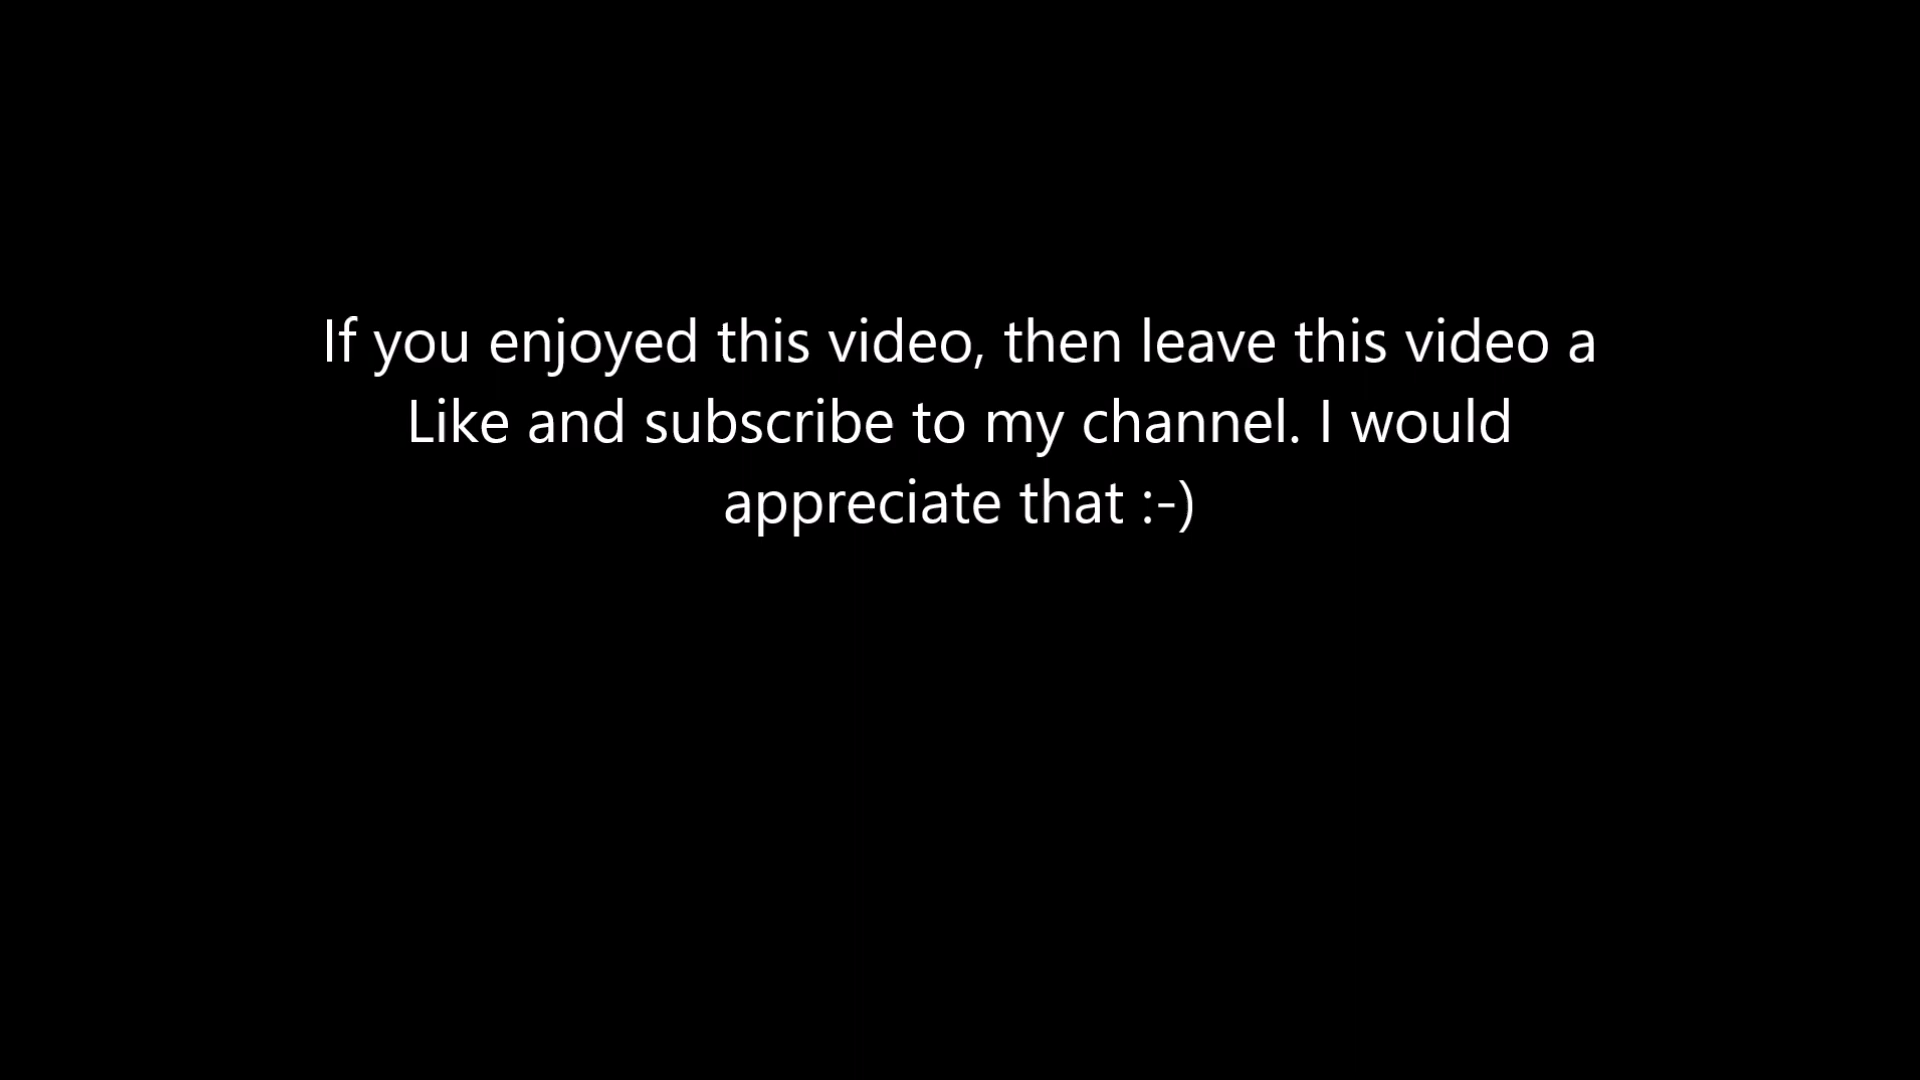 If you enjoyed this video, then leave this video a
Like and subscribe to my channel. I would
appreciate that :-)